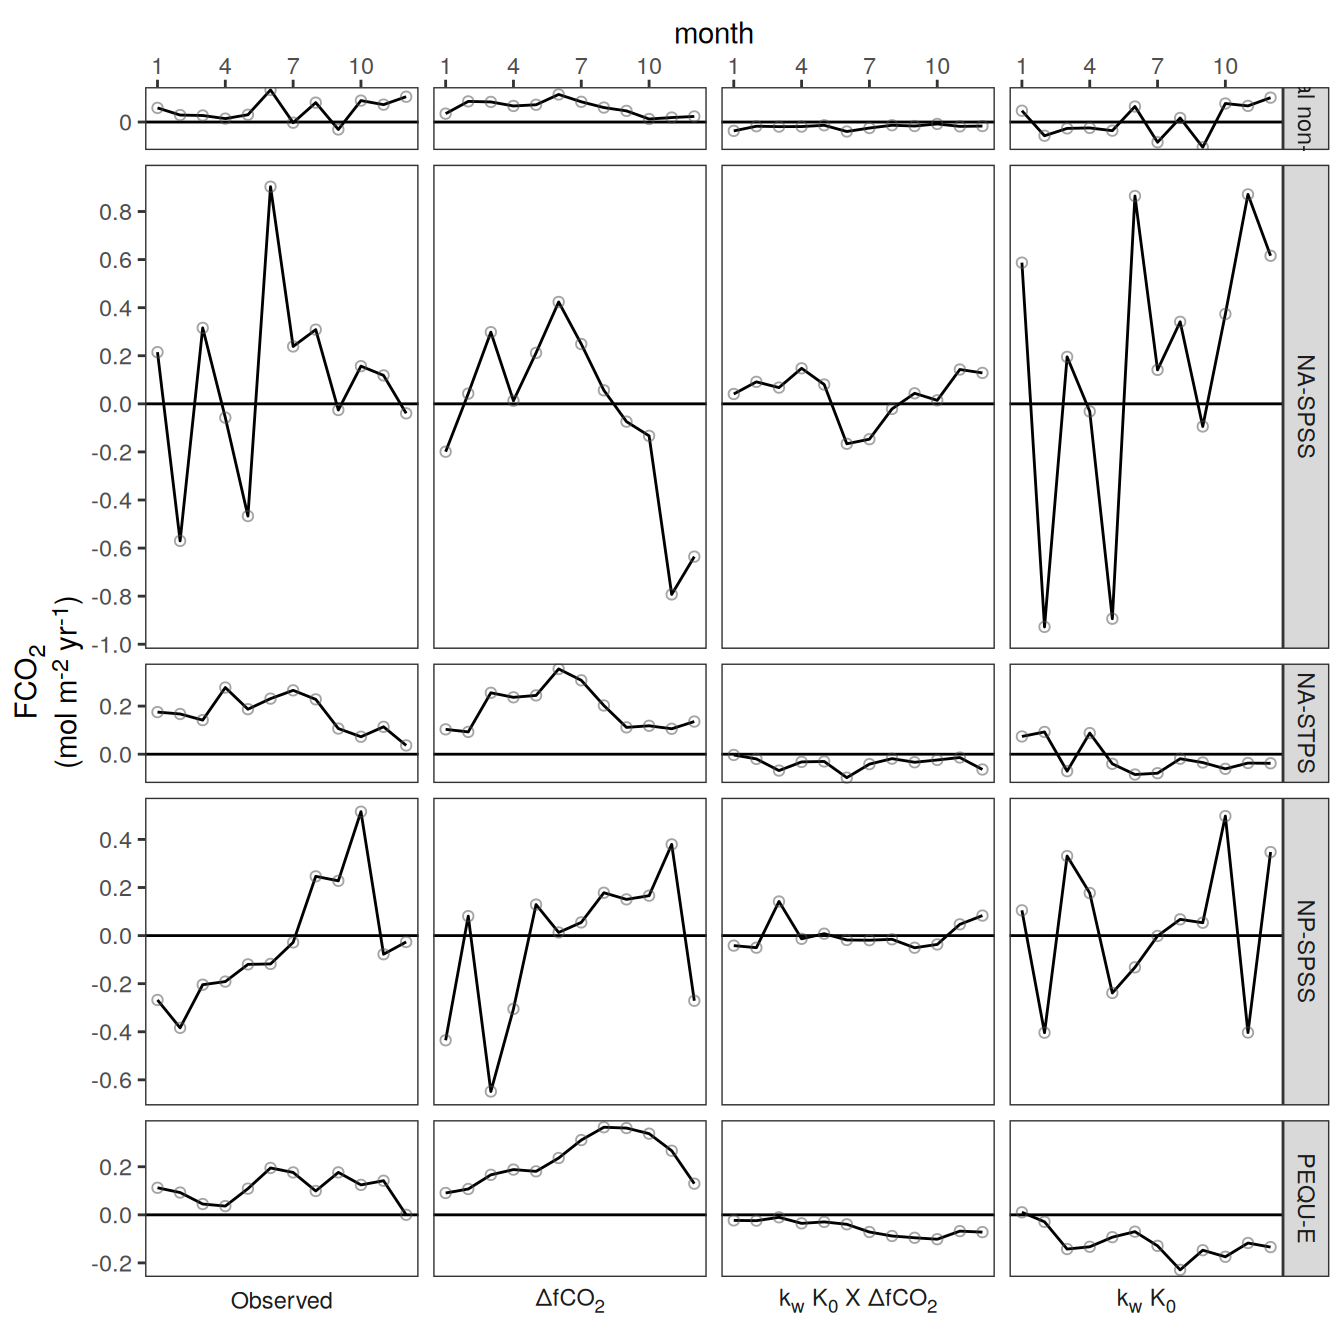 month
1 4 7 10 1 4 7 10 1 4 7 10 1 4 7 10
0
al non-
0.8
0.6
0.4
0.2
0.0
-0.2
-0.4
-0.6
-0.8
-1.0
NA-SPSS
0.2
0.0
NA-STPS
0.4
0.2
0.0
-0.2
-0.4
-0.6
NP-SPSS
0.2
0.0
-0.2
PEQU-E
FCO₂
(mol m⁻² yr⁻¹)
Observed ΔfCO₂ k_w K₀ X ΔfCO₂ k_w K₀